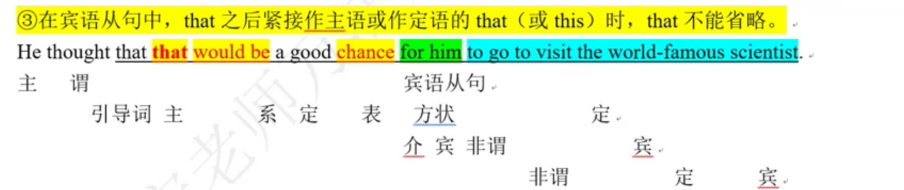 ③在宾语从句中，that 之后紧接作主语或作定语的 that（或 this）时，that 不能省略。
He thought that that would be a good chance for him to go to visit the world-famous scientist.
主 谓 宾语从句
引导词 主 系 定 表 方状 定
介 宾 非谓 宾
非谓 定 宾